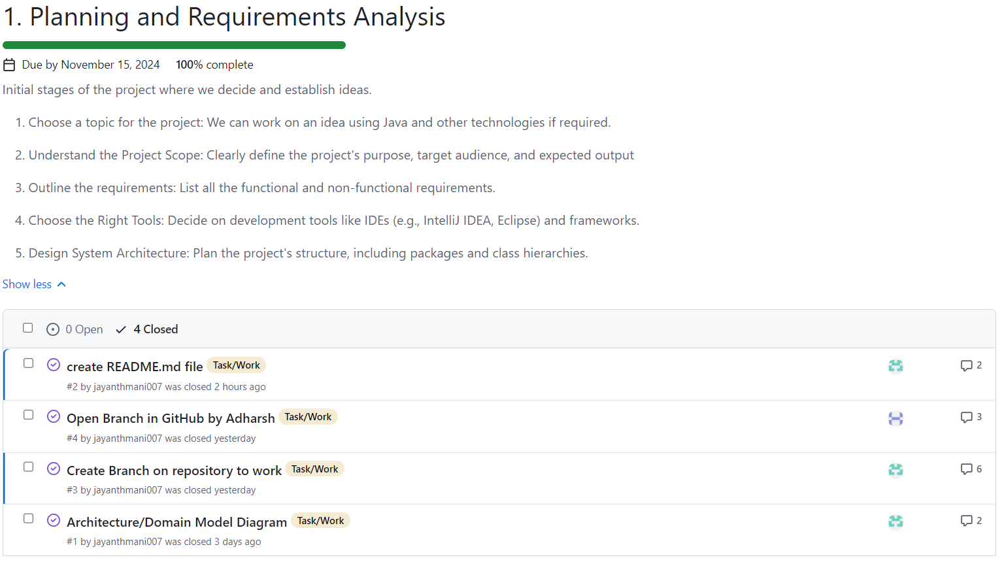 1. Planning and Requirements Analysis
Due by November 15, 2024 100% complete
Initial stages of the project where we decide and establish ideas.
1. Choose a topic for the project: We can work on an idea using Java and other technologies if required.
2. Understand the Project Scope: Clearly define the project's purpose, target audience, and expected output
3. Outline the requirements: List all the functional and non-functional requirements.
4. Choose the Right Tools: Decide on development tools like IDEs (e.g., IntelliJ IDEA, Eclipse) and frameworks.
5. Design System Architecture: Plan the project's structure, including packages and class hierarchies.
Show less
0 Open 4 Closed
create README.md file Task/Work 2
#2 by jayanthmani007 was closed 2 hours ago
Open Branch in GitHub by Adharsh Task/Work 3
#4 by jayanthmani007 was closed yesterday
Create Branch on repository to work Task/Work 6
#3 by jayanthmani007 was closed yesterday
Architecture/Domain Model Diagram Task/Work 2
#1 by jayanthmani007 was closed 3 days ago